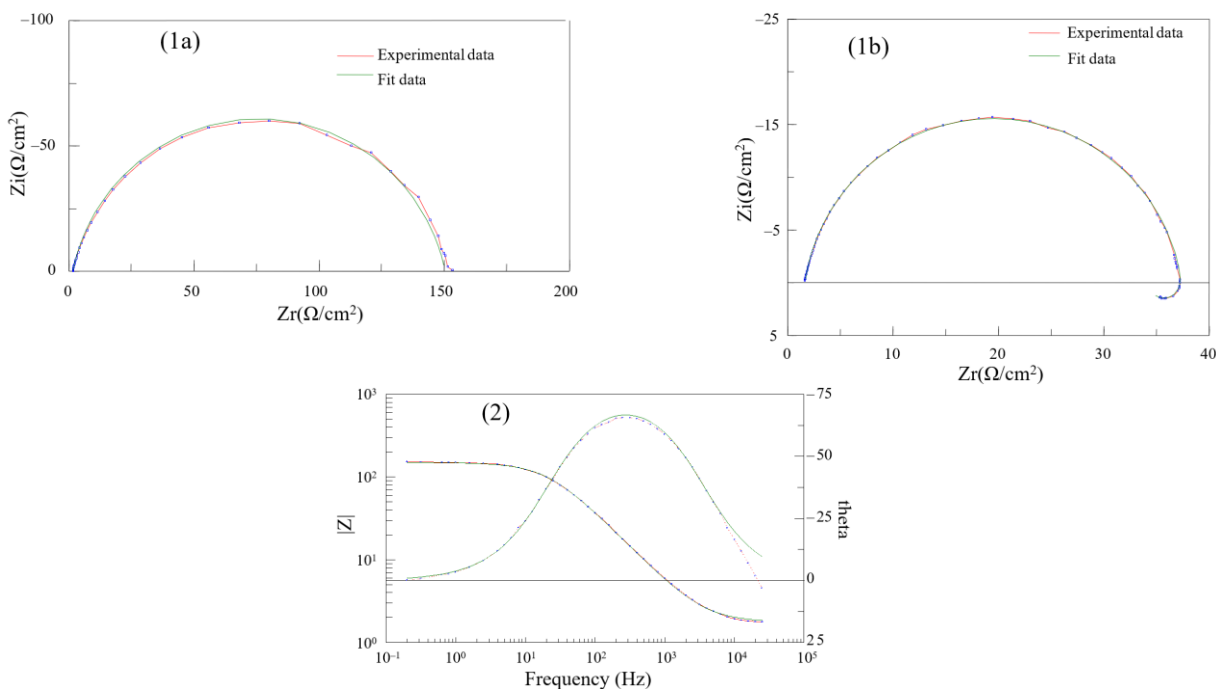 (1a)
Experimental data
Fit data
Zi(Ω/cm²)
–100
–50
0
0
50
100
150
200
Zr(Ω/cm²)
(1b)
Experimental data
Fit data
Zi(Ω/cm²)
-25
-15
-5
5
0
10
20
30
40
Zr(Ω/cm²)
(2)
|Z|
10³
10²
10¹
10⁰
theta
–75
–50
–25
0
25
10⁻¹
10⁰
10¹
10²
10³
10⁴
10⁵
Frequency (Hz)